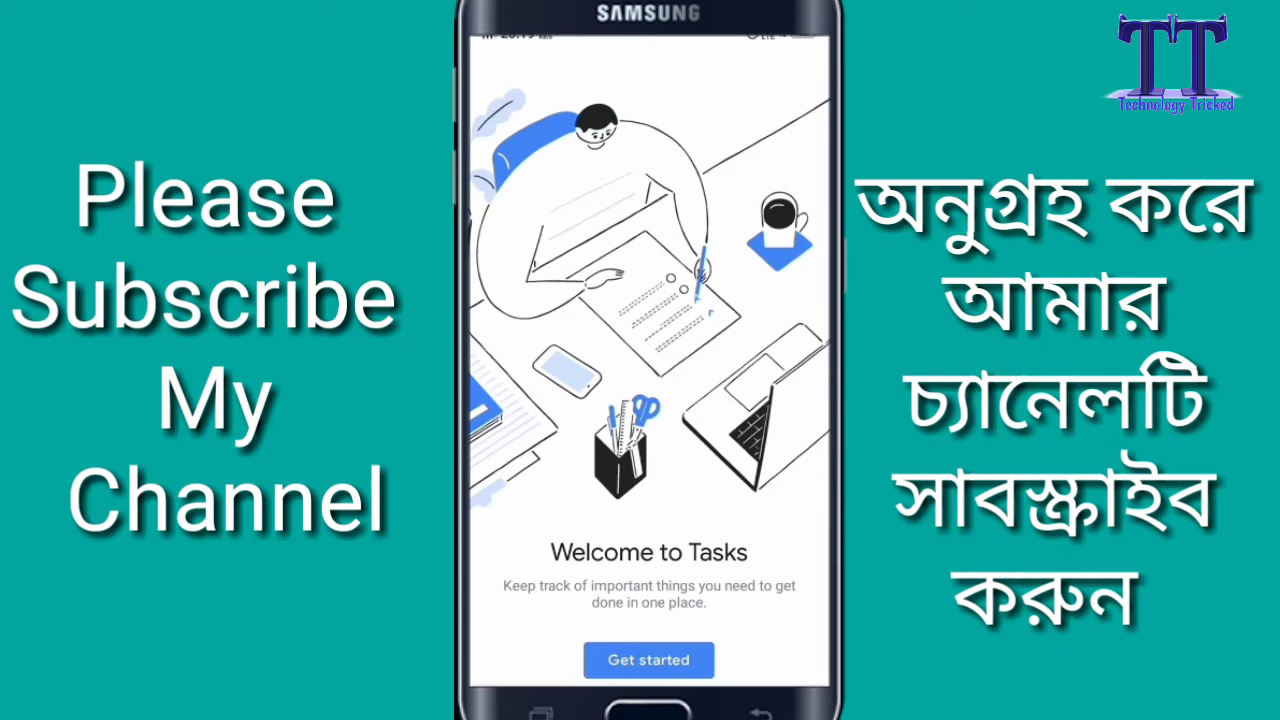 Please
Subscribe
My
Channel
SAMSUNG
Welcome to Tasks
Keep track of important things you need to get
done in one place.
Get started
TT
Technology Tricked
অনুগ্রহ করে
আমার
চ্যানেলটি
সাবস্ক্রাইব
করুন